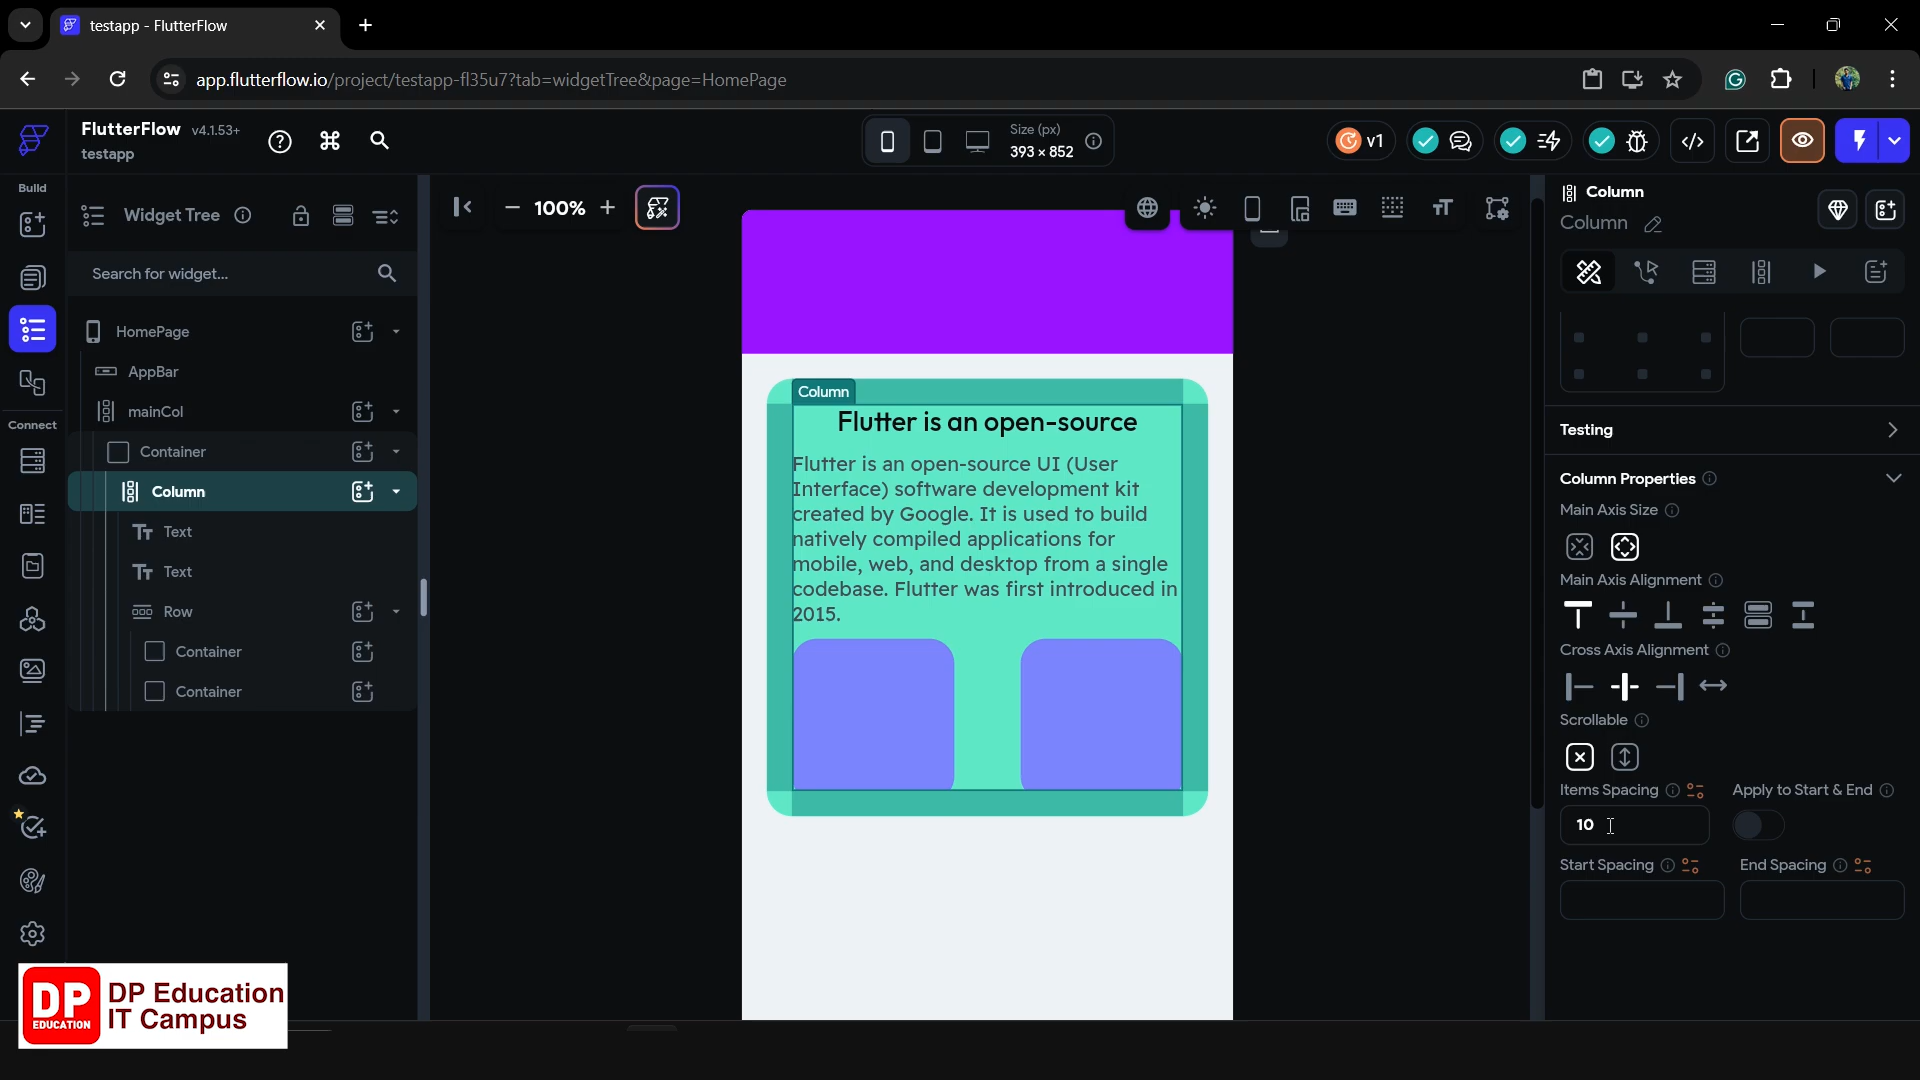 testapp - FlutterFlow
app.flutterflow.io/project/testapp-fl35u7?tab=widgetTree&page=HomePage
FlutterFlow v4.1.53+
testapp
Size (px)
393 × 852
v1
Build
Connect
Widget Tree
Search for widget...
HomePage
AppBar
mainCol
Container
Column
Text
Text
Row
Container
Container
100%
Column
Flutter is an open-source
Flutter is an open-source UI (User
Interface) software development kit
created by Google. It is used to build
natively compiled applications for
mobile, web, and desktop from a single
codebase. Flutter was first introduced in
2015.
Column
Column
Testing
Column Properties
Main Axis Size
Main Axis Alignment
Cross Axis Alignment
Scrollable
Items Spacing
Apply to Start & End
10
Start Spacing
End Spacing
DP
EDUCATION
DP Education
IT Campus